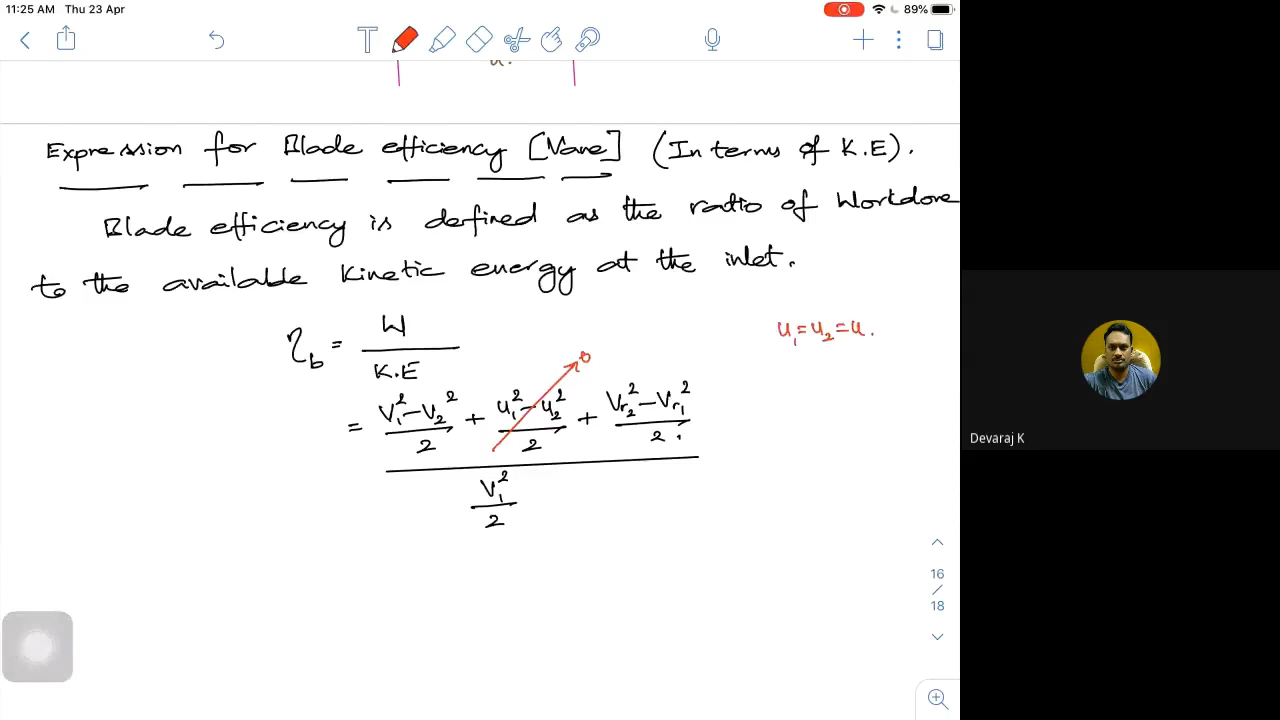 11:25 AM Thu 23 Apr
89%
u.
Expression for Blade efficiency [Vane] (In terms of K.E).
Blade efficiency is defined as the ratio of Workdone
to the available kinetic energy at the inlet.
η_b = W / K.E
u₁ = u₂ = u.
= (V₁² − V₂²)/2 + (u₁² − u₂²)/2 + (Vr₂² − Vr₁²)/2 .
0
V₁²/2
Devaraj K
16
/
18